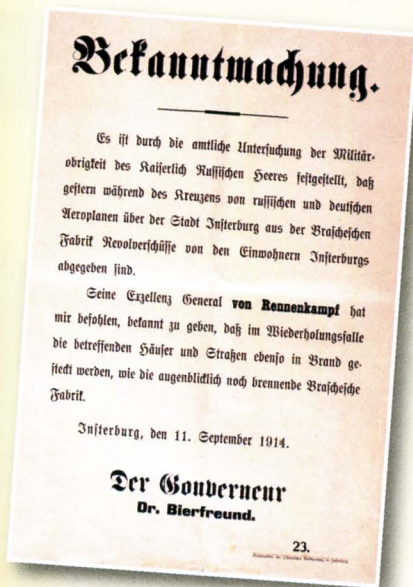 Bekanntmachung.
Es ist durch die amtliche Untersuchung der Militär-
obrigkeit des Kaiserlich Russischen Heeres festgestellt, daß
gestern während des Kreuzens von russischen und deutschen
Aeroplanen über der Stadt Insterburg aus der Brascheschen
Fabrik Revolverschüsse von den Einwohnern Insterburgs
abgegeben sind.
Seine Exzellenz General von Rennenkampf hat
mir befohlen, bekannt zu geben, daß im Wiederholungsfalle
die betreffenden Häuser und Straßen ebenso in Brand ge-
steckt werden, wie die augenblicklich noch brennende Braschesche
Fabrik.
Insterburg, den 11. September 1914.
Der Gouverneur
Dr. Bierfreund.
23.